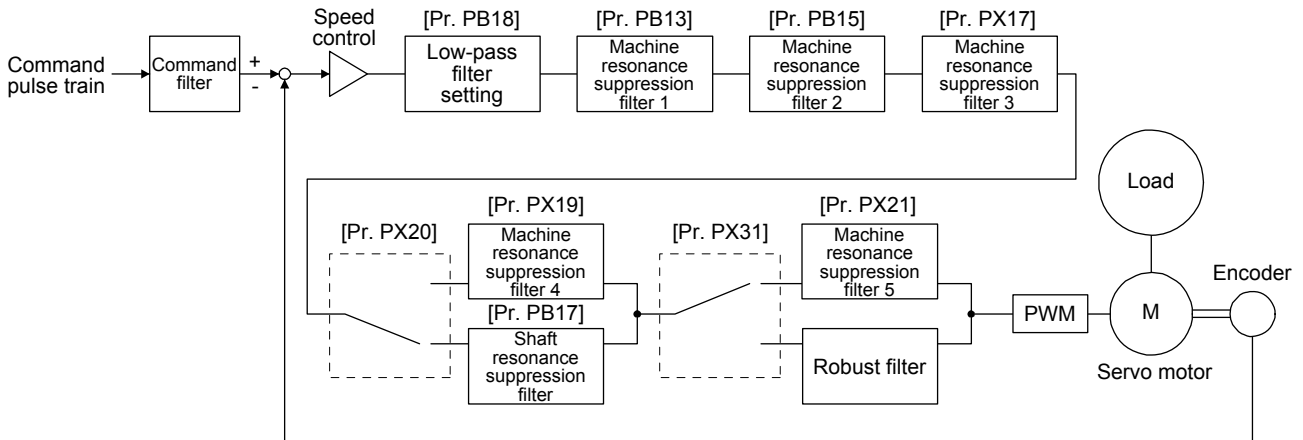 Command
pulse train
Command
filter
+
-
Speed
control
[Pr. PB18]
Low-pass
filter
setting
[Pr. PB13]
Machine
resonance
suppression
filter 1
[Pr. PB15]
Machine
resonance
suppression
filter 2
[Pr. PX17]
Machine
resonance
suppression
filter 3
[Pr. PX20]
[Pr. PX19]
Machine
resonance
suppression
filter 4
[Pr. PB17]
Shaft
resonance
suppression
filter
[Pr. PX31]
[Pr. PX21]
Machine
resonance
suppression
filter 5
Robust filter
PWM
Load
M
Servo motor
Encoder